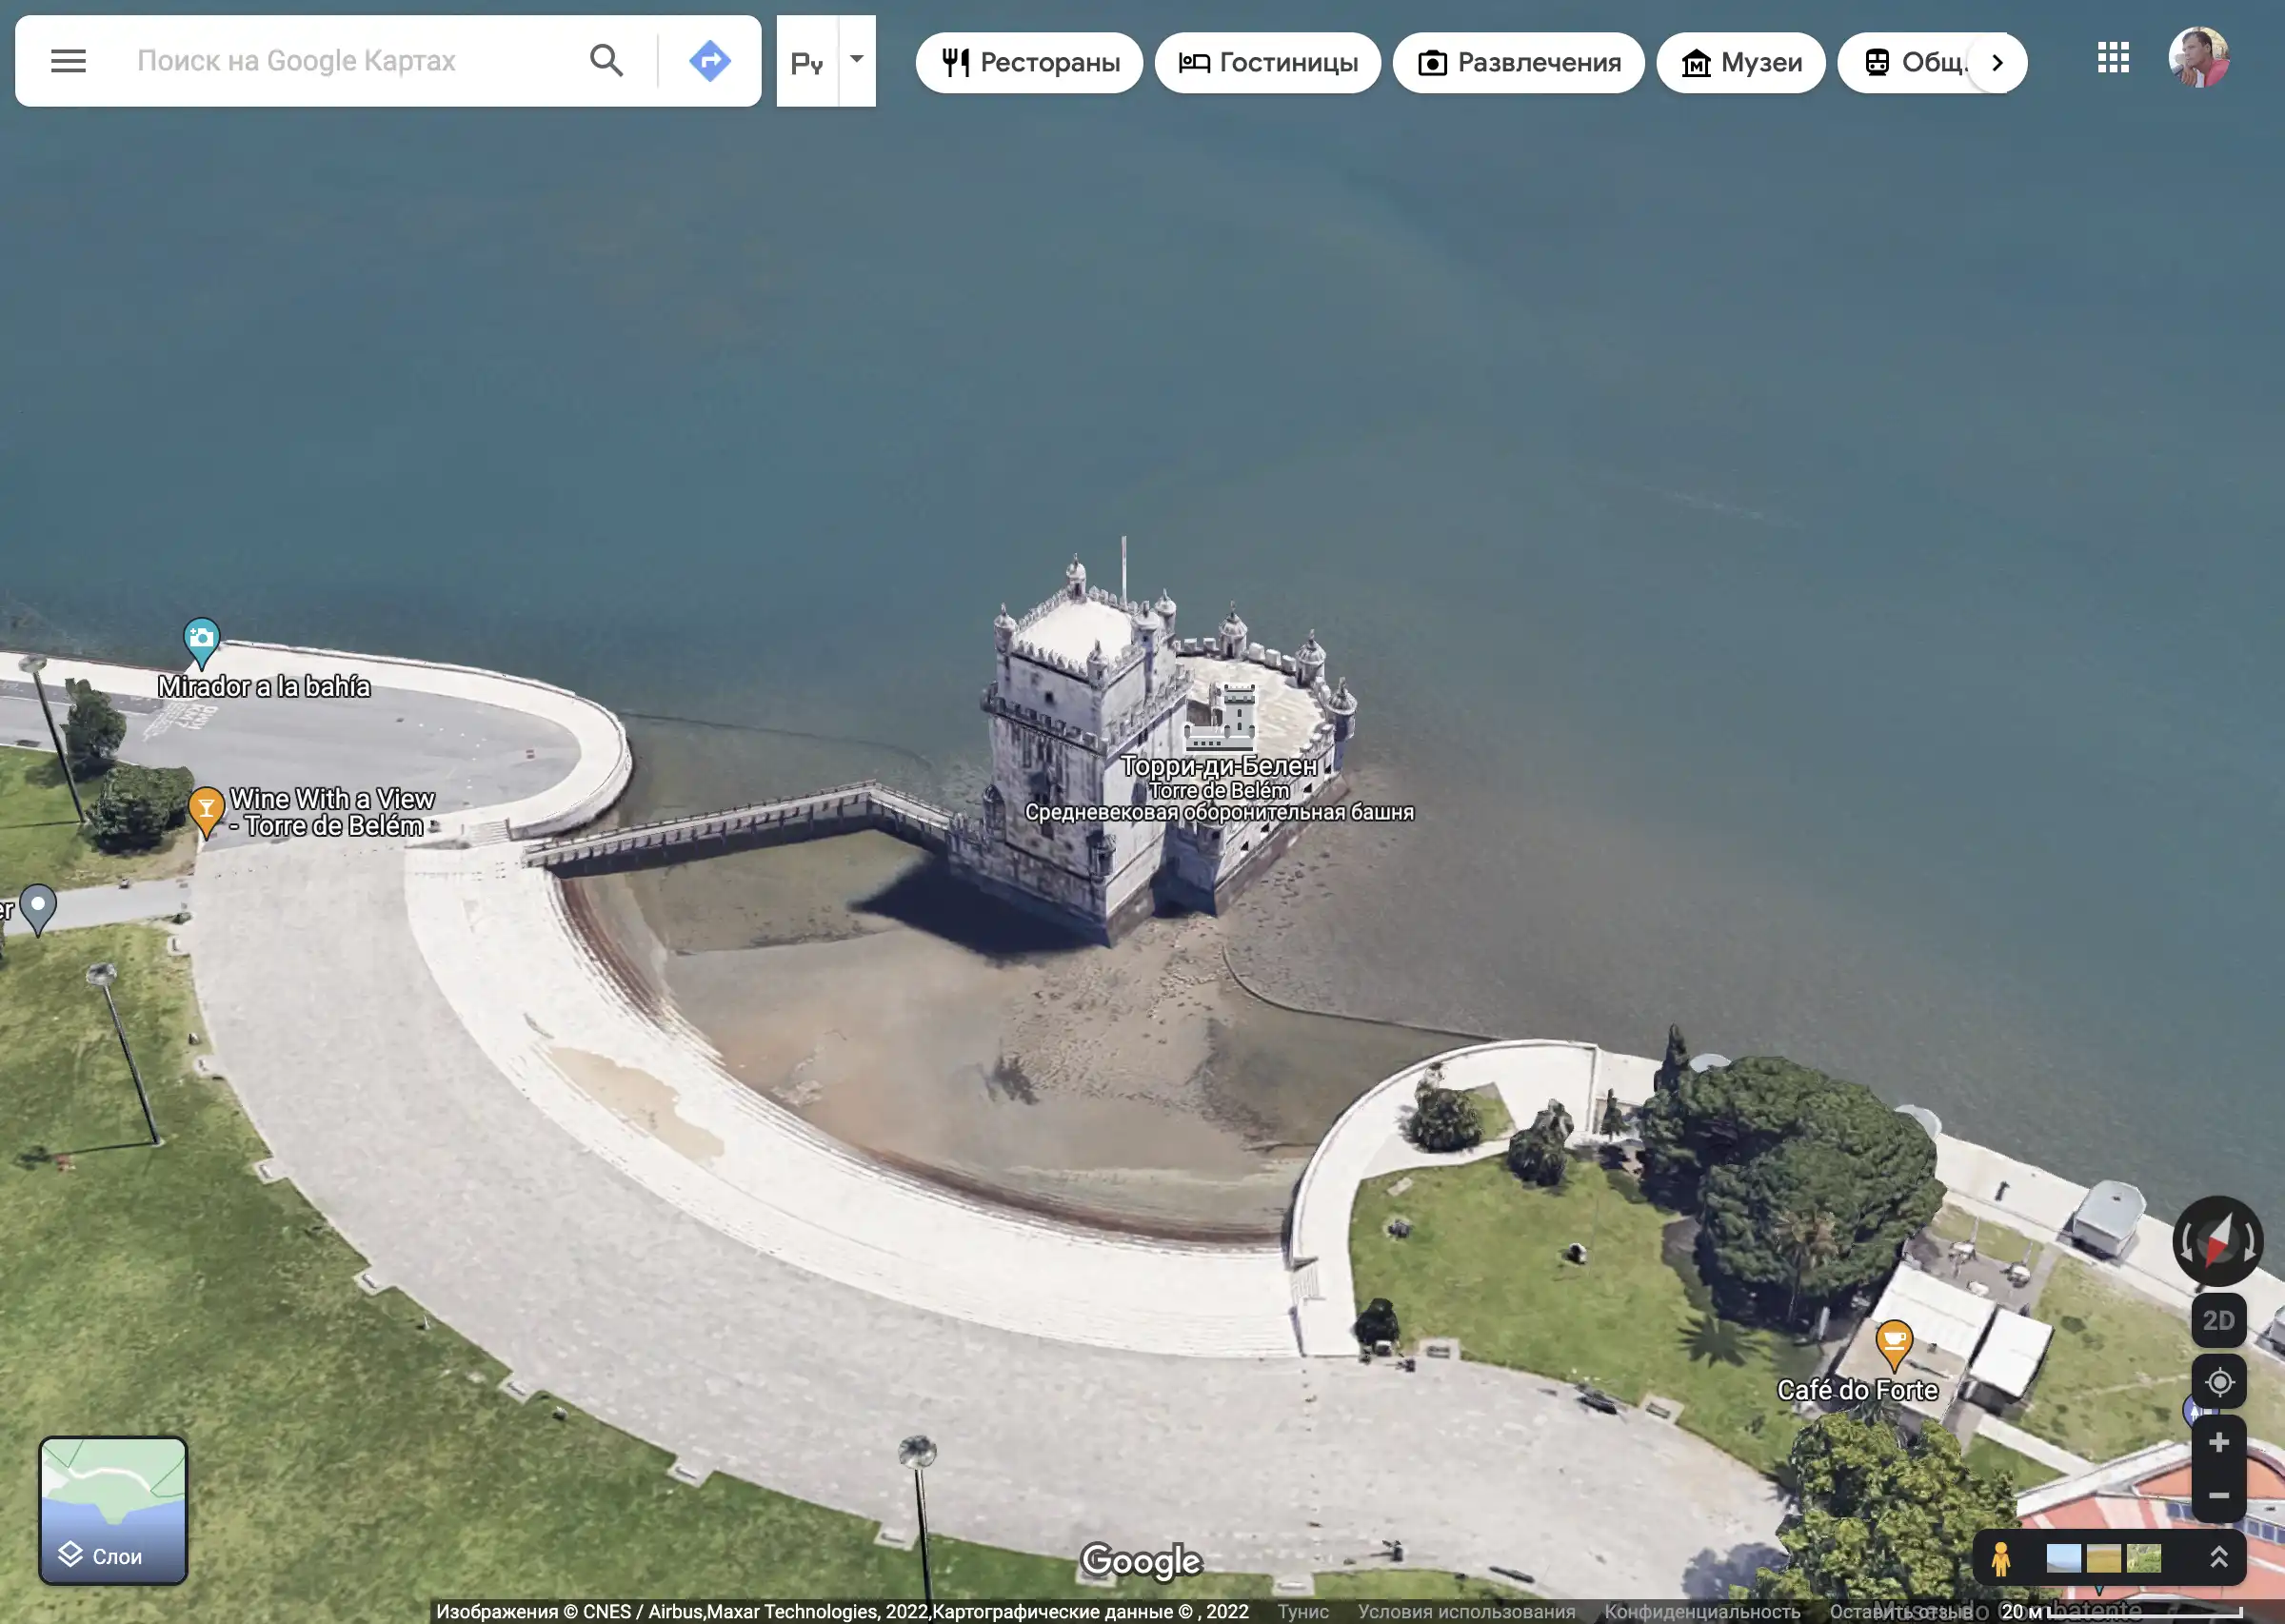 Поиск на Google Картах
Ру
Рестораны
Гостиницы
Развлечения
Музеи
Общ.
Mirador a la bahía
Wine With a View
- Torre de Belém
er
Торри-ди-Белен
Torre de Belém
Средневековая оборонительная башня
Café do Forte
2D
Слои
Google
Изображения © CNES / Airbus,Maxar Technologies, 2022,Картографические данные © , 2022
Тунис
Условия использования
Конфиденциальность
Оставить отзыв
20 м